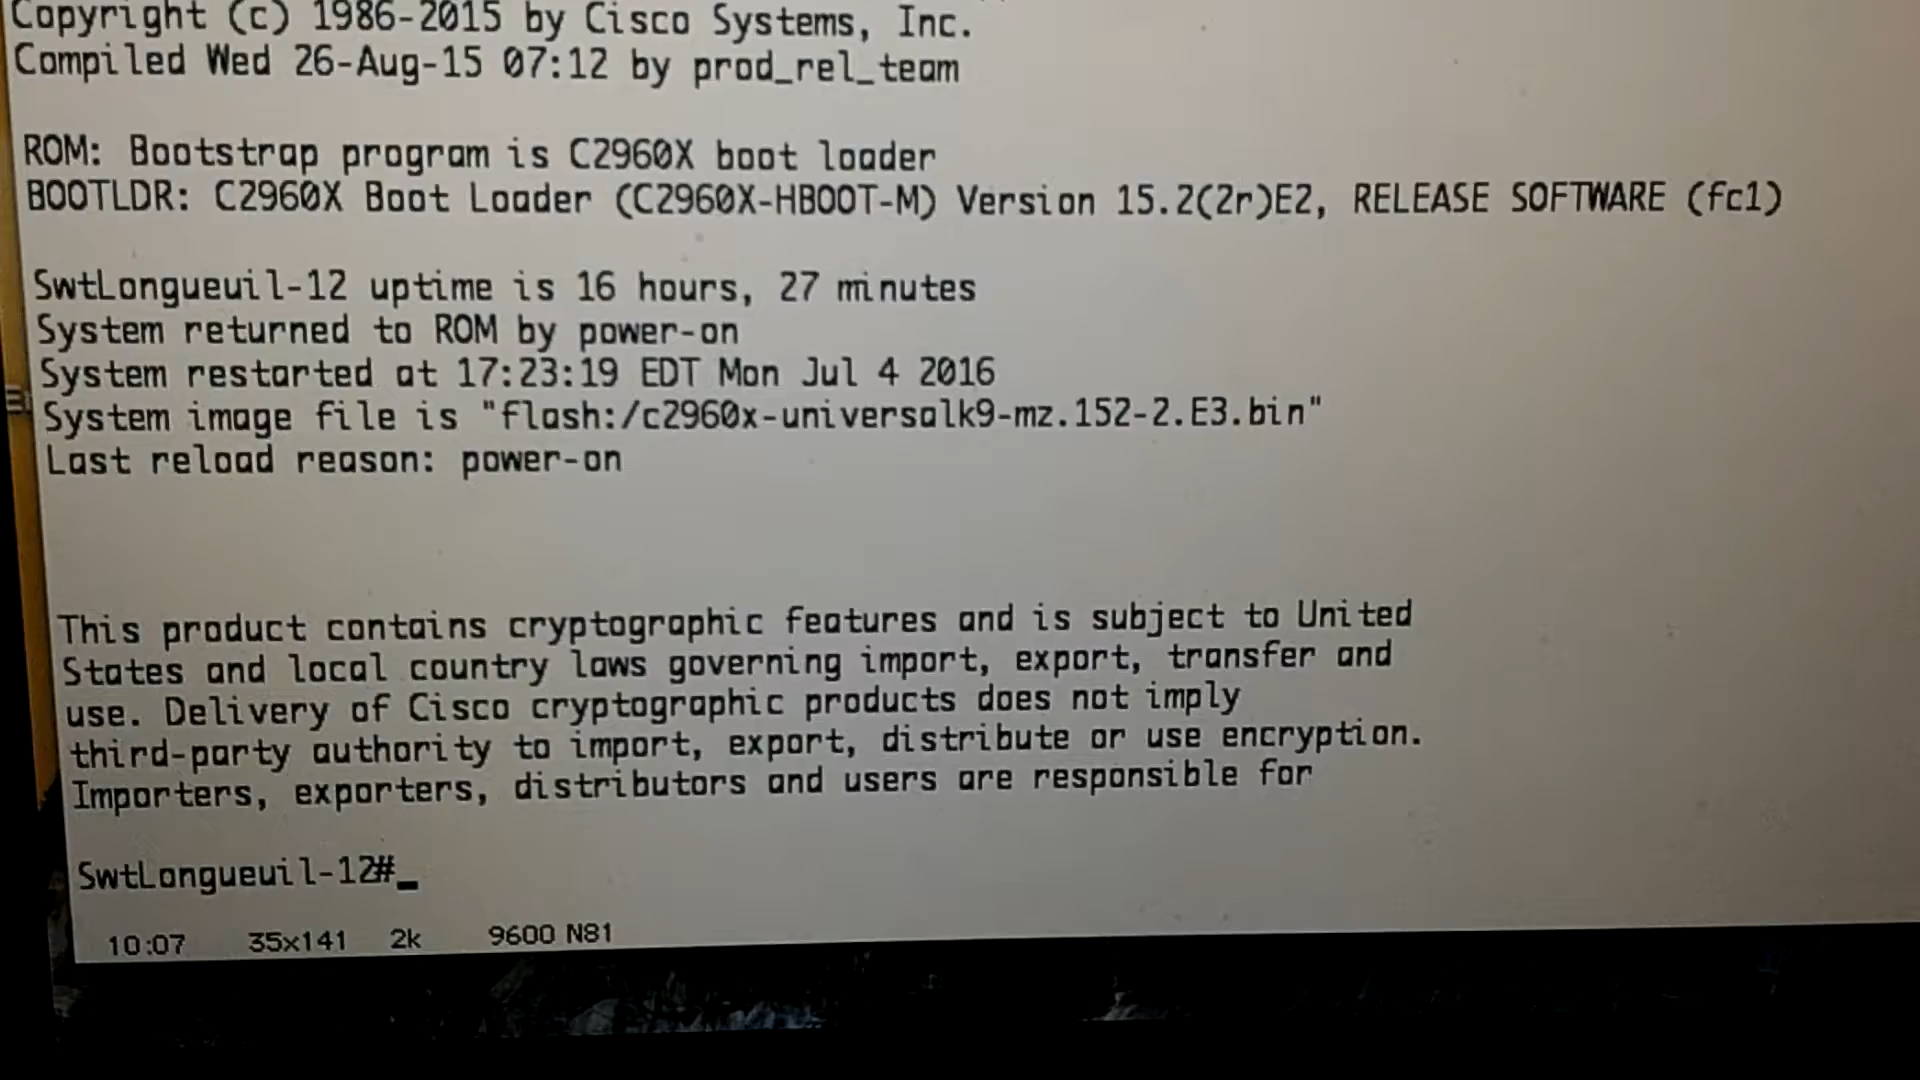 Copyright (c) 1986-2015 by Cisco Systems, Inc.
Compiled Wed 26-Aug-15 07:12 by prod_rel_team
ROM: Bootstrap program is C2960X boot loader
BOOTLDR: C2960X Boot Loader (C2960X-HBOOT-M) Version 15.2(2r)E2, RELEASE SOFTWARE (fc1)
SwtLongueuil-12 uptime is 16 hours, 27 minutes
System returned to ROM by power-on
System restarted at 17:23:19 EDT Mon Jul 4 2016
System image file is "flash:/c2960x-universalk9-mz.152-2.E3.bin"
Last reload reason: power-on
This product contains cryptographic features and is subject to United
States and local country laws governing import, export, transfer and
use. Delivery of Cisco cryptographic products does not imply
third-party authority to import, export, distribute or use encryption.
Importers, exporters, distributors and users are responsible for
SwtLongueuil-12#_
10:07 35x141 2k 9600 N81